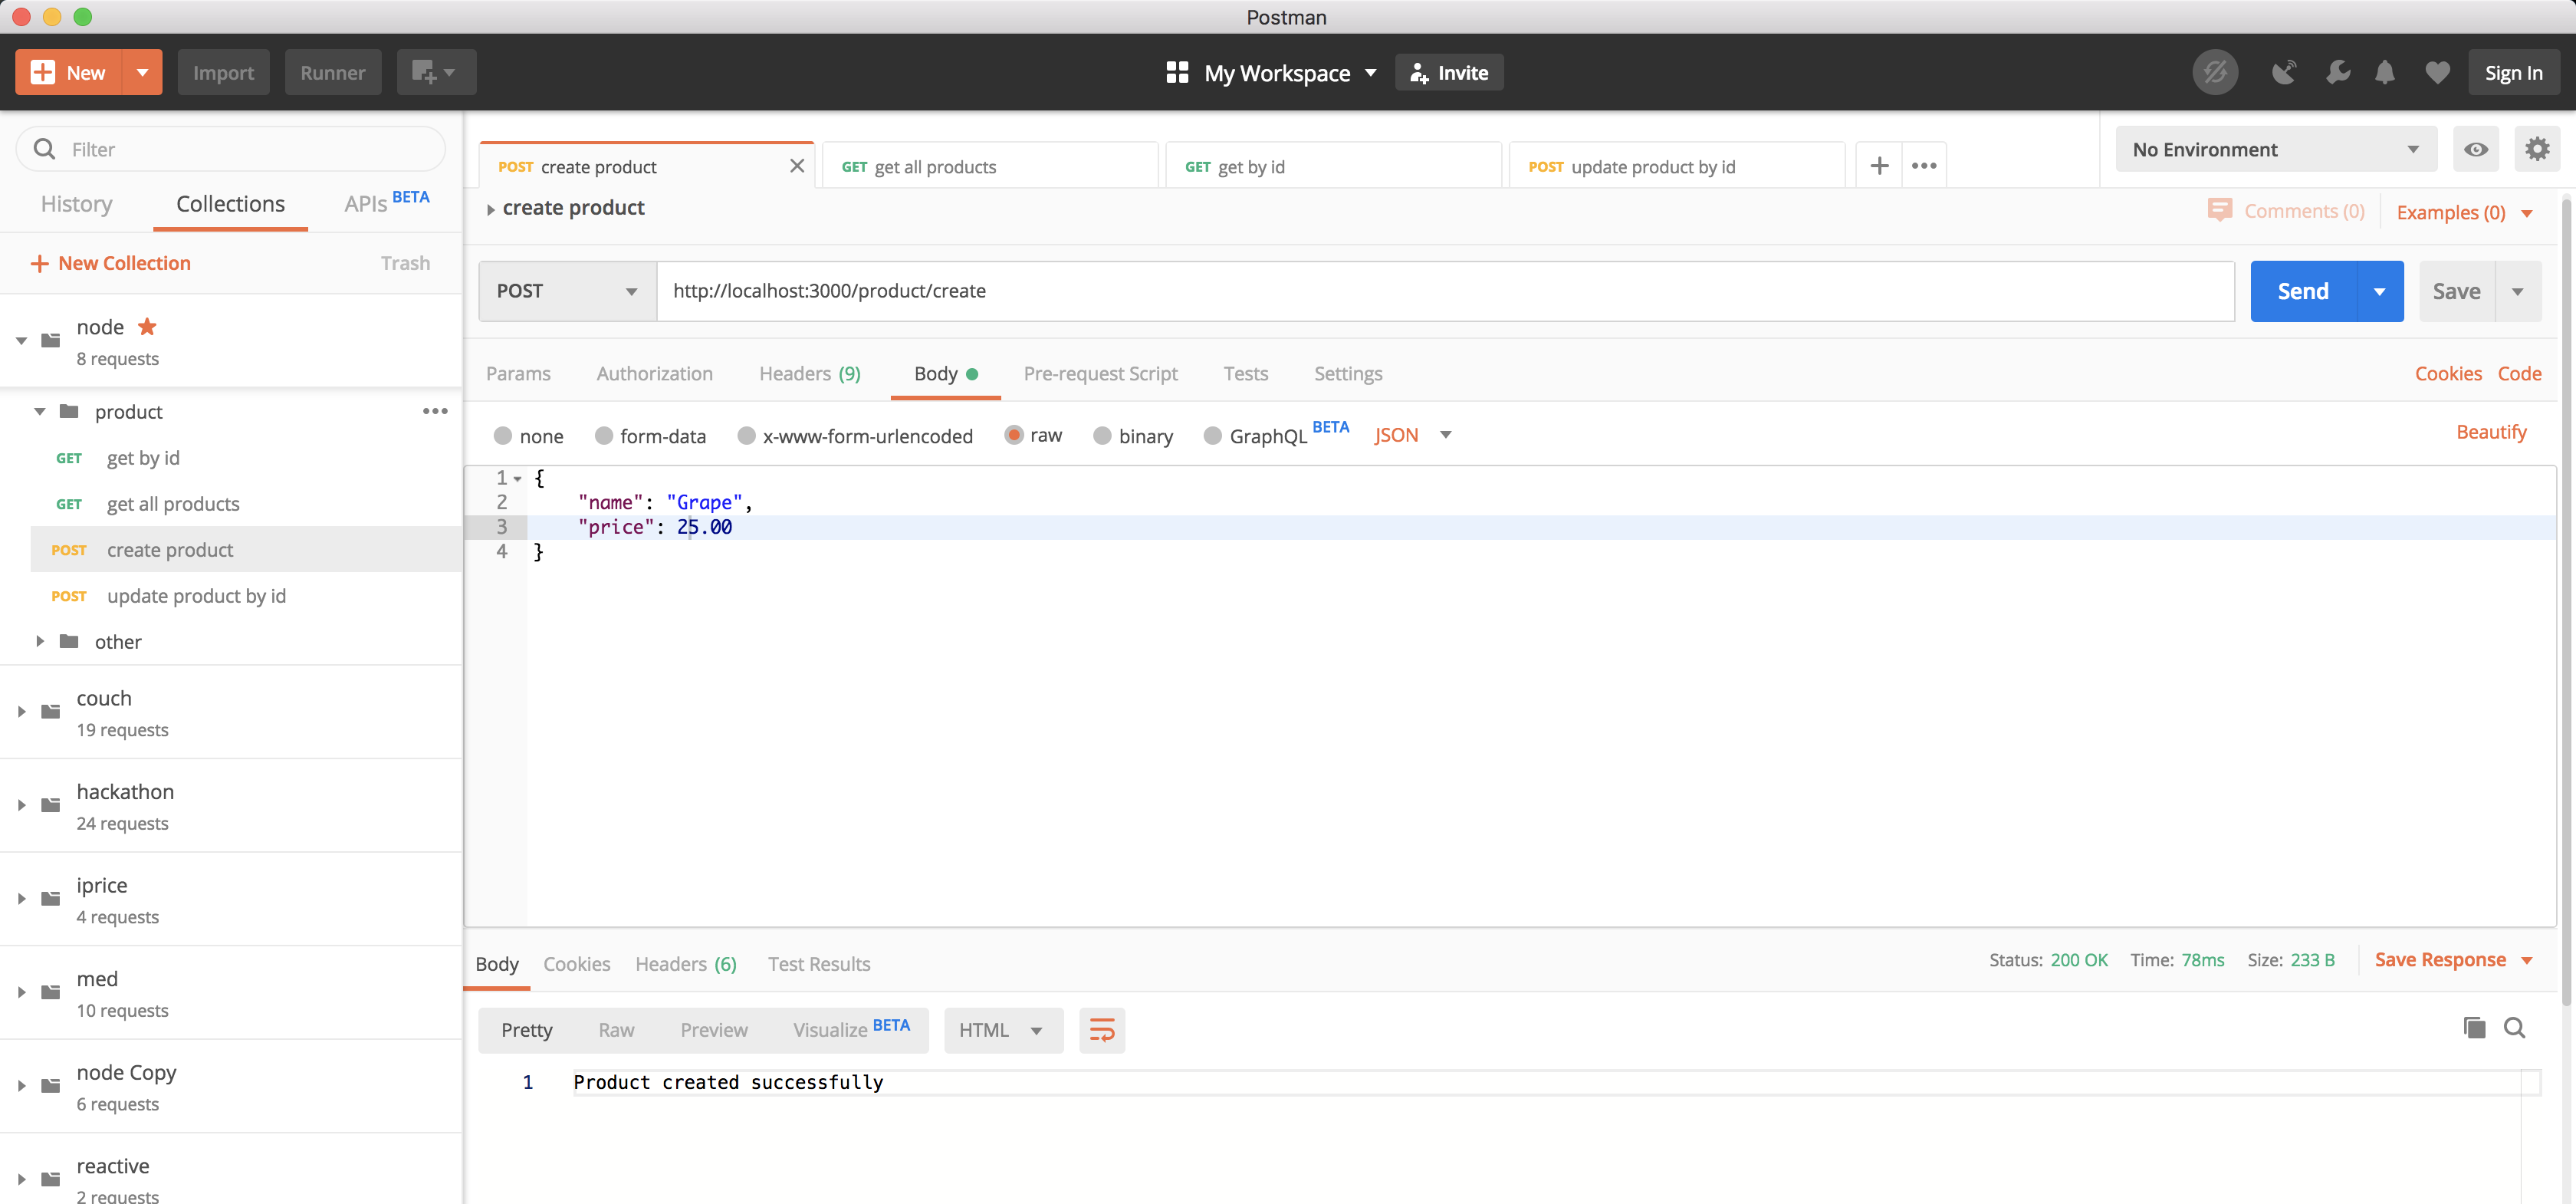 Postman
New Import Runner My Workspace Invite Sign In
Filter
History Collections APIs BETA
New Collection Trash
node
8 requests
product
GET get by id
GET get all products
POST create product
POST update product by id
other
couch
19 requests
hackathon
24 requests
iprice
4 requests
med
10 requests
node Copy
6 requests
reactive
2 requests
POST create product GET get all products GET get by id POST update product by id
No Environment
create product Comments (0) Examples (0)
POST http://localhost:3000/product/create Send Save
Params Authorization Headers (9) Body Pre-request Script Tests Settings Cookies Code
none form-data x-www-form-urlencoded raw binary GraphQL BETA JSON Beautify
1 {
2 "name": "Grape",
3 "price": 25.00
4 }
Body Cookies Headers (6) Test Results Status: 200 OK Time: 78ms Size: 233 B Save Response
Pretty Raw Preview Visualize BETA HTML
1 Product created successfully